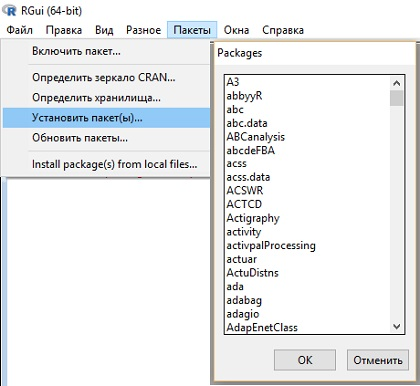 RGui (64-bit)
Файл Правка Вид Разное Пакеты Окна Справка
Включить пакет...
Определить зеркало CRAN...
Определить хранилища...
Установить пакет(ы)...
Обновить пакеты...
Install package(s) from local files...
Packages
A3
abbyyR
abc
abc.data
ABCanalysis
abcdeFBA
acss
acss.data
ACSWR
ACTCD
Actigraphy
activity
activpalProcessing
actuar
ActuDistns
ada
adabag
adagio
AdapEnetClass
OK Отменить